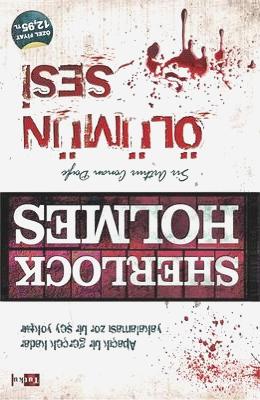 Apaçık bir gerçek kadar
yakalaması zor bir şey yoktur
SHERLOCK
HOLMES
Sir Arthur Conan Doyle
ÖLÜMÜN
SESİ
ÖZEL FİYAT
12,95 TL